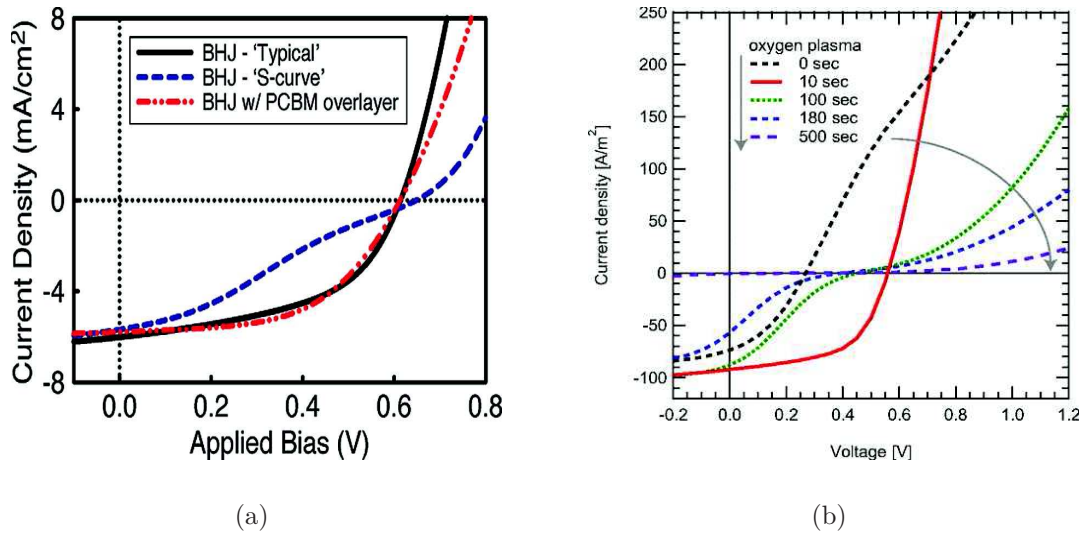 8
4
0
-4
-8
Current Density (mA/cm²)
BHJ - 'Typical'
BHJ - 'S-curve'
BHJ w/ PCBM overlayer
0.0 0.2 0.4 0.6 0.8
Applied Bias (V)
(a)
250
200
150
100
50
0
-50
-100
Current density [A/m²]
oxygen plasma
0 sec
10 sec
100 sec
180 sec
500 sec
-0.2 0.0 0.2 0.4 0.6 0.8 1.0 1.2
Voltage [V]
(b)